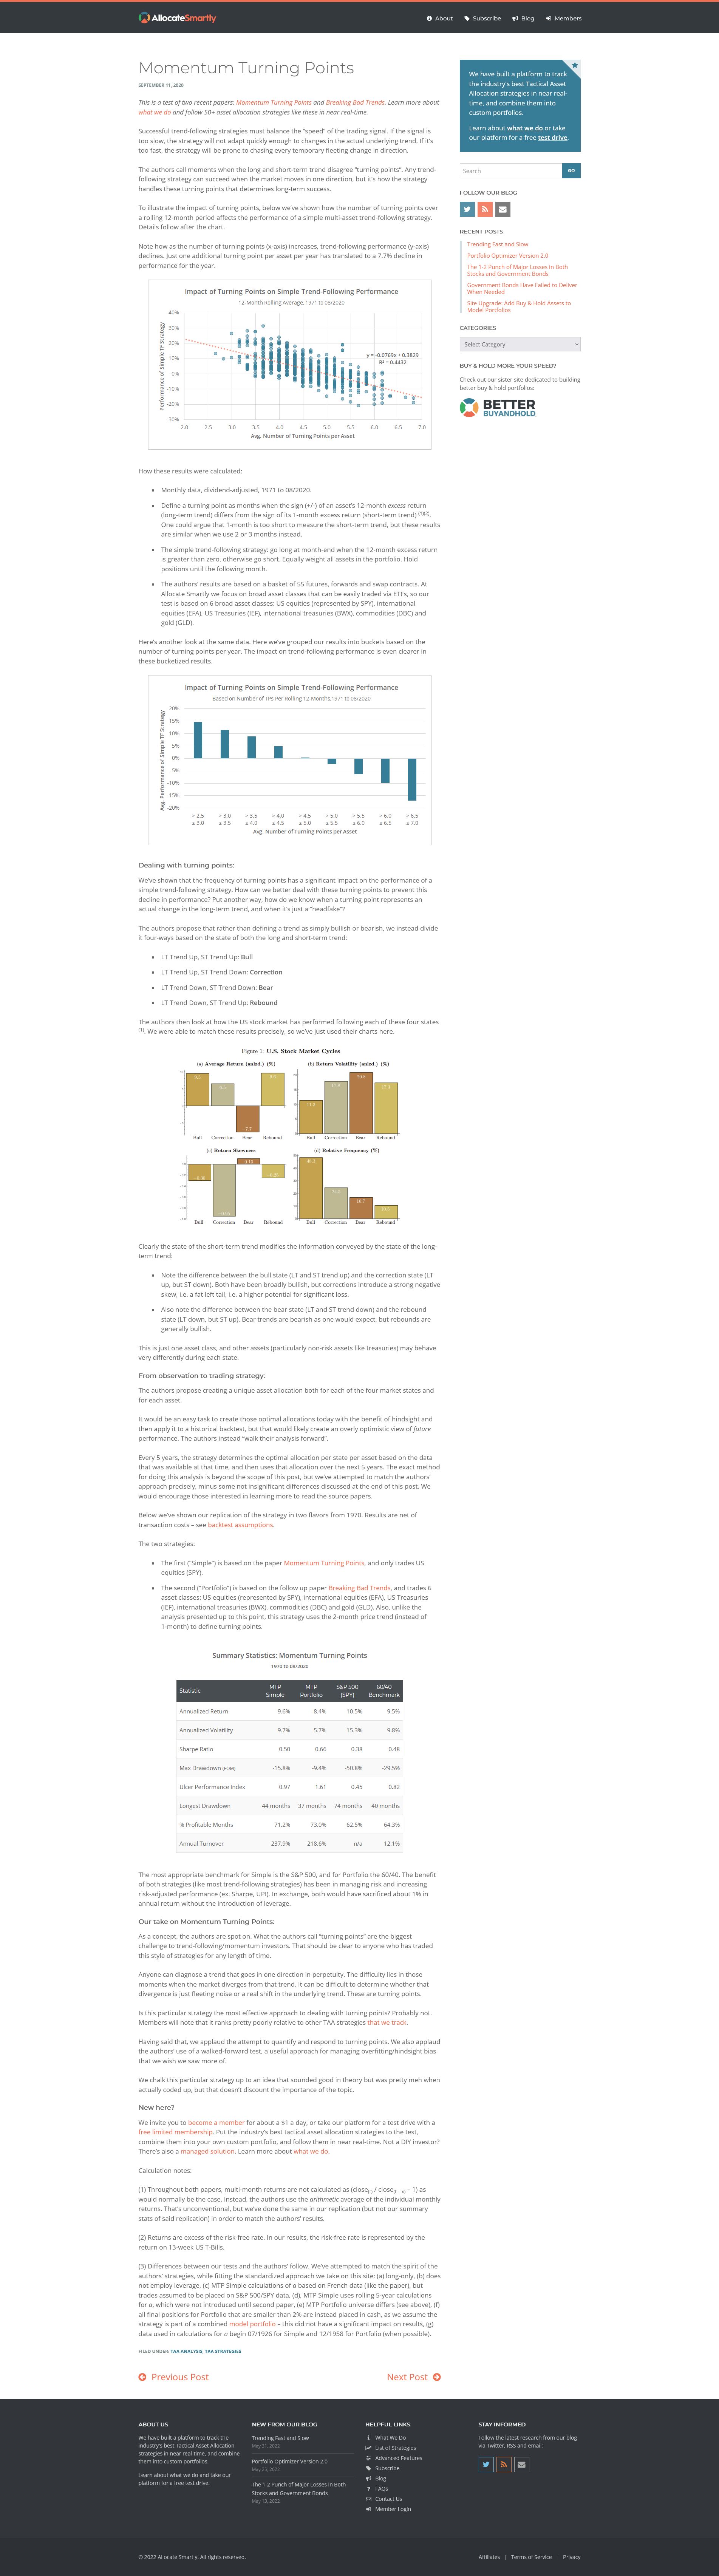 AllocateSmartly
About
Subscribe
Blog
Members
Momentum Turning Points
SEPTEMBER 11, 2020
This is a test of two recent papers: Momentum Turning Points and Breaking Bad Trends. Learn more about
what we do and follow 50+ asset allocation strategies like these in near real-time.
Successful trend-following strategies must balance the “speed” of the trading signal. If the signal is
too slow, the strategy will not adapt quickly enough to changes in the actual underlying trend. If it’s
too fast, the strategy will be prone to chasing every temporary fleeting change in direction.
The authors call moments when the long and short-term trend disagree “turning points”. Any trend-
following strategy can succeed when the market moves in one direction, but it’s how the strategy
handles these turning points that determines long-term success.
To illustrate the impact of turning points, below we’ve shown how the number of turning points over
a rolling 12-month period affects the performance of a simple multi-asset trend-following strategy.
Details follow after the chart.
Note how as the number of turning points (x-axis) increases, trend-following performance (y-axis)
declines. Just one additional turning point per asset per year has translated to a 7.7% decline in
performance for the year.
Impact of Turning Points on Simple Trend-Following Performance
12-Month Rolling Average, 1971 to 08/2020
Performance of Simple TF Strategy
40%
30%
20%
10%
0%
-10%
-20%
-30%
y = -0.0769x + 0.3829
R² = 0.4432
2.0 2.5 3.0 3.5 4.0 4.5 5.0 5.5 6.0 6.5 7.0
Avg. Number of Turning Points per Asset
How these results were calculated:
Monthly data, dividend-adjusted, 1971 to 08/2020.
Define a turning point as months when the sign (+/-) of an asset’s 12-month excess return
(long-term trend) differs from the sign of its 1-month excess return (short-term trend) (1)(2).
One could argue that 1-month is too short to measure the short-term trend, but these results
are similar when we use 2 or 3 months instead.
The simple trend-following strategy: go long at month-end when the 12-month excess return
is greater than zero, otherwise go short. Equally weight all assets in the portfolio. Hold
positions until the following month.
The authors’ results are based on a basket of 55 futures, forwards and swap contracts. At
Allocate Smartly we focus on broad asset classes that can be easily traded via ETFs, so our
test is based on 6 broad asset classes: US equities (represented by SPY), international
equities (EFA), US Treasuries (IEF), international treasuries (BWX), commodities (DBC) and
gold (GLD).
Here’s another look at the same data. Here we’ve grouped our results into buckets based on the
number of turning points per year. The impact on trend-following performance is even clearer in
these bucketized results.
Impact of Turning Points on Simple Trend-Following Performance
Based on Number of TPs Per Rolling 12-Months,1971 to 08/2020
Avg. Performance of Simple TF Strategy
20%
15%
10%
5%
0%
-5%
-10%
-15%
-20%
> 2.5 > 3.0 > 3.5 > 4.0 > 4.5 > 5.0 > 5.5 > 6.0 > 6.5
≤ 3.0 ≤ 3.5 ≤ 4.0 ≤ 4.5 ≤ 5.0 ≤ 5.5 ≤ 6.0 ≤ 6.5 ≤ 7.0
Avg. Number of Turning Points per Asset
Dealing with turning points:
We’ve shown that the frequency of turning points has a significant impact on the performance of a
simple trend-following strategy. How can we better deal with these turning points to prevent this
decline in performance? Put another way, how do we know when a turning point represents an
actual change in the long-term trend, and when it’s just a “headfake”?
The authors propose that rather than defining a trend as simply bullish or bearish, we instead divide
it four-ways based on the state of both the long and short-term trend:
LT Trend Up, ST Trend Up: Bull
LT Trend Up, ST Trend Down: Correction
LT Trend Down, ST Trend Down: Bear
LT Trend Down, ST Trend Up: Rebound
The authors then look at how the US stock market has performed following each of these four states
(1). We were able to match these results precisely, so we’ve just used their charts here.
Figure 1: U.S. Stock Market Cycles
(a) Average Return (anlzd.) (%)
(b) Return Volatility (anlzd.) (%)
Bull Correction Bear Rebound
Bull Correction Bear Rebound
(c) Return Skewness
(d) Relative Frequency (%)
Bull Correction Bear Rebound
Bull Correction Bear Rebound
Clearly the state of the short-term trend modifies the information conveyed by the state of the long-
term trend:
Note the difference between the bull state (LT and ST trend up) and the correction state (LT
up, but ST down). Both have been broadly bullish, but corrections introduce a strong negative
skew, i.e. a fat left tail, i.e. a higher potential for significant loss.
Also note the difference between the bear state (LT and ST trend down) and the rebound
state (LT down, but ST up). Bear trends are bearish as one would expect, but rebounds are
generally bullish.
This is just one asset class, and other assets (particularly non-risk assets like treasuries) may behave
very differently during each state.
From observation to trading strategy:
The authors propose creating a unique asset allocation both for each of the four market states and
for each asset.
It would be an easy task to create those optimal allocations today with the benefit of hindsight and
then apply it to a historical backtest, but that would likely create an overly optimistic view of future
performance. The authors instead “walk their analysis forward”.
Every 5 years, the strategy determines the optimal allocation per state per asset based on the data
that was available at that time, and then uses that allocation over the next 5 years. The exact method
for doing this analysis is beyond the scope of this post, but we’ve attempted to match the authors’
approach precisely, minus some not insignificant differences discussed at the end of this post. We
would encourage those interested in learning more to read the source papers.
Below we’ve shown our replication of the strategy in two flavors from 1970. Results are net of
transaction costs – see backtest assumptions.
The two strategies:
The first (“Simple”) is based on the paper Momentum Turning Points, and only trades US
equities (SPY).
The second (“Portfolio”) is based on the follow up paper Breaking Bad Trends, and trades 6
asset classes: US equities (represented by SPY), international equities (EFA), US Treasuries
(IEF), international treasuries (BWX), commodities (DBC) and gold (GLD). Also, unlike the
analysis presented up to this point, this strategy uses the 2-month price trend (instead of
1-month) to define turning points.
Summary Statistics: Momentum Turning Points
1970 to 08/2020
Statistic MTP Simple MTP Portfolio S&P 500 (SPY) 60/40 Benchmark
Annualized Return 9.6% 8.4% 10.5% 9.5%
Annualized Volatility 9.7% 5.7% 15.3% 9.8%
Sharpe Ratio 0.50 0.66 0.38 0.48
Max Drawdown (EOM) -15.8% -9.4% -50.8% -29.5%
Ulcer Performance Index 0.97 1.61 0.45 0.82
Longest Drawdown 44 months 37 months 74 months 40 months
% Profitable Months 71.2% 73.0% 62.5% 64.3%
Annual Turnover 237.9% 218.6% n/a 12.1%
The most appropriate benchmark for Simple is the S&P 500, and for Portfolio the 60/40. The benefit
of both strategies (like most trend-following strategies) has been in managing risk and increasing
risk-adjusted performance (ex. Sharpe, UPI). In exchange, both would have sacrificed about 1% in
annual return without the introduction of leverage.
Our take on Momentum Turning Points:
As a concept, the authors are spot on. What the authors call “turning points” are the biggest
challenge to trend-following/momentum investors. That should be clear to anyone who has traded
this style of strategies for any length of time.
Anyone can diagnose a trend that goes in one direction in perpetuity. The difficulty lies in those
moments when the market diverges from that trend. It can be difficult to determine whether that
divergence is just fleeting noise or a real shift in the underlying trend. These are turning points.
Is this particular strategy the most effective approach to dealing with turning points? Probably not.
Members will note that it ranks pretty poorly relative to other TAA strategies that we track.
Having said that, we applaud the attempt to quantify and respond to turning points. We also applaud
the authors’ use of a walked-forward test, a useful approach for managing overfitting/hindsight bias
that we wish we saw more of.
We chalk this particular strategy up to an idea that sounded good in theory but was pretty meh when
actually coded up, but that doesn’t discount the importance of the topic.
New here?
We invite you to become a member for about a $1 a day, or take our platform for a test drive with a
free limited membership. Put the industry’s best tactical asset allocation strategies to the test,
combine them into your own custom portfolio, and follow them in near real-time. Not a DIY investor?
There’s also a managed solution. Learn more about what we do.
Calculation notes:
(1) Throughout both papers, multi-month returns are not calculated as (close(t) / close(t – x) – 1) as
would normally be the case. Instead, the authors use the arithmetic average of the individual monthly
returns. That’s unconventional, but we’ve done the same in our replication (but not our summary
stats of said replication) in order to match the authors’ results.
(2) Returns are excess of the risk-free rate. In our results, the risk-free rate is represented by the
return on 13-week US T-Bills.
(3) Differences between our tests and the authors’ follow. We’ve attempted to match the spirit of the
authors’ strategies, while fitting the standardized approach we take on this site: (a) long-only, (b) does
not employ leverage, (c) MTP Simple calculations of α based on French data (like the paper), but
trades assumed to be placed on S&P 500/SPY data, (d), MTP Simple uses rolling 5-year calculations
for α, which were not introduced until second paper, (e) MTP Portfolio universe differs (see above), (f)
all final positions for Portfolio that are smaller than 2% are instead placed in cash, as we assume the
strategy is part of a combined model portfolio – this did not have a significant impact on results, (g)
data used in calculations for α begin 07/1926 for Simple and 12/1958 for Portfolio (when possible).
FILED UNDER: TAA ANALYSIS, TAA STRATEGIES
Previous Post
Next Post
We have built a platform to track
the industry's best Tactical Asset
Allocation strategies in near real-
time, and combine them into
custom portfolios.
Learn about what we do or take
our platform for a free test drive.
Search
GO
FOLLOW OUR BLOG
RECENT POSTS
Trending Fast and Slow
Portfolio Optimizer Version 2.0
The 1-2 Punch of Major Losses in Both
Stocks and Government Bonds
Government Bonds Have Failed to Deliver
When Needed
Site Upgrade: Add Buy & Hold Assets to
Model Portfolios
CATEGORIES
Select Category
BUY & HOLD MORE YOUR SPEED?
Check out our sister site dedicated to building
better buy & hold portfolios:
BETTER
BUYANDHOLD
ABOUT US
We have built a platform to track the
industry's best Tactical Asset Allocation
strategies in near real-time, and combine
them into custom portfolios.
Learn about what we do and take our
platform for a free test drive.
NEW FROM OUR BLOG
Trending Fast and Slow
May 31, 2022
Portfolio Optimizer Version 2.0
May 25, 2022
The 1-2 Punch of Major Losses in Both
Stocks and Government Bonds
May 13, 2022
HELPFUL LINKS
What We Do
List of Strategies
Advanced Features
Subscribe
Blog
FAQs
Contact Us
Member Login
STAY INFORMED
Follow the latest research from our blog
via Twitter, RSS and email:
© 2022 Allocate Smartly. All rights reserved.
Affiliates | Terms of Service | Privacy